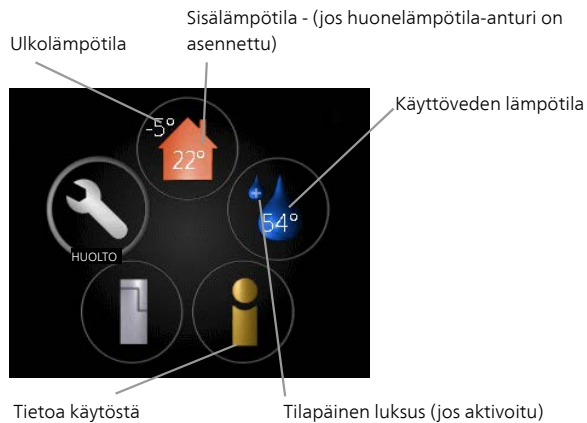 Sisälämpötila - (jos huonelämpötila-anturi on
asennettu)
Ulkolämpötila
Käyttöveden lämpötila
-5°
22°
54°
HUOLTO
Tietoa käytöstä
Tilapäinen luksus (jos aktivoitu)